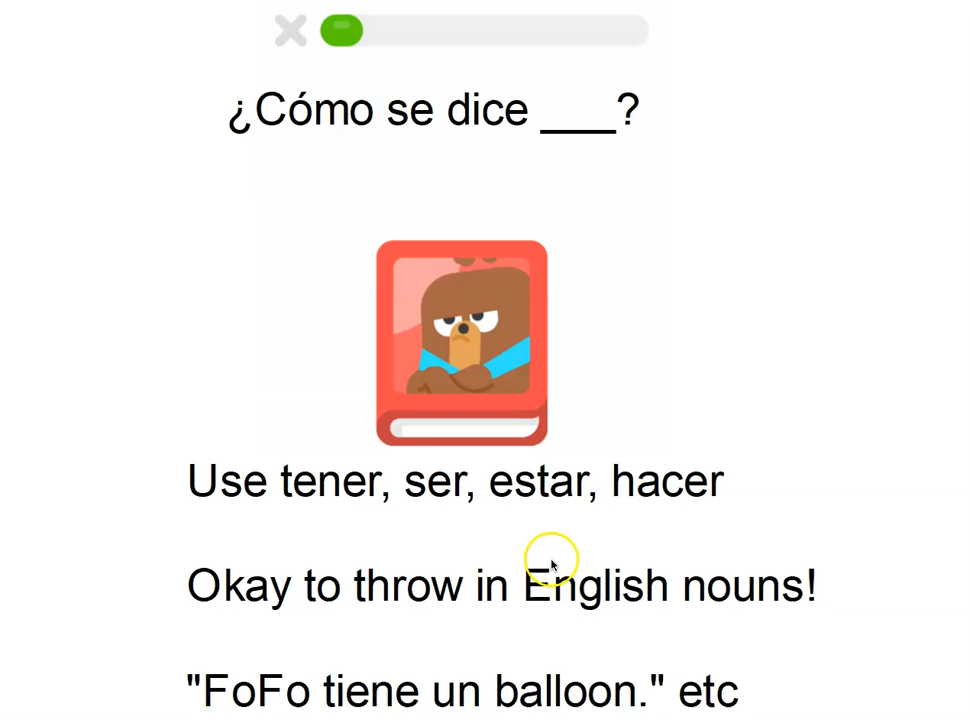 ¿Cómo se dice ___?
Use tener, ser, estar, hacer
Okay to throw in English nouns!
"FoFo tiene un balloon." etc